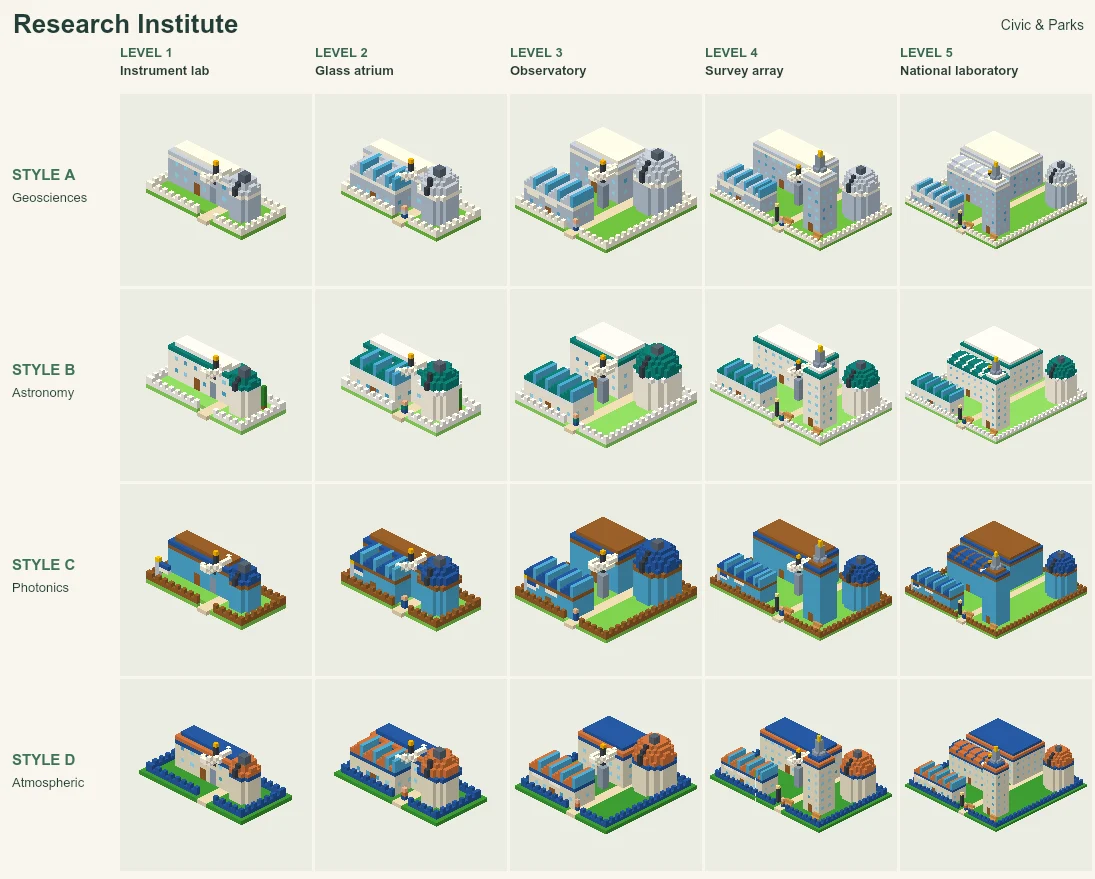 Research Institute
Civic & Parks
LEVEL 1
Instrument lab
LEVEL 2
Glass atrium
LEVEL 3
Observatory
LEVEL 4
Survey array
LEVEL 5
National laboratory
STYLE A
Geosciences
STYLE B
Astronomy
STYLE C
Photonics
STYLE D
Atmospheric